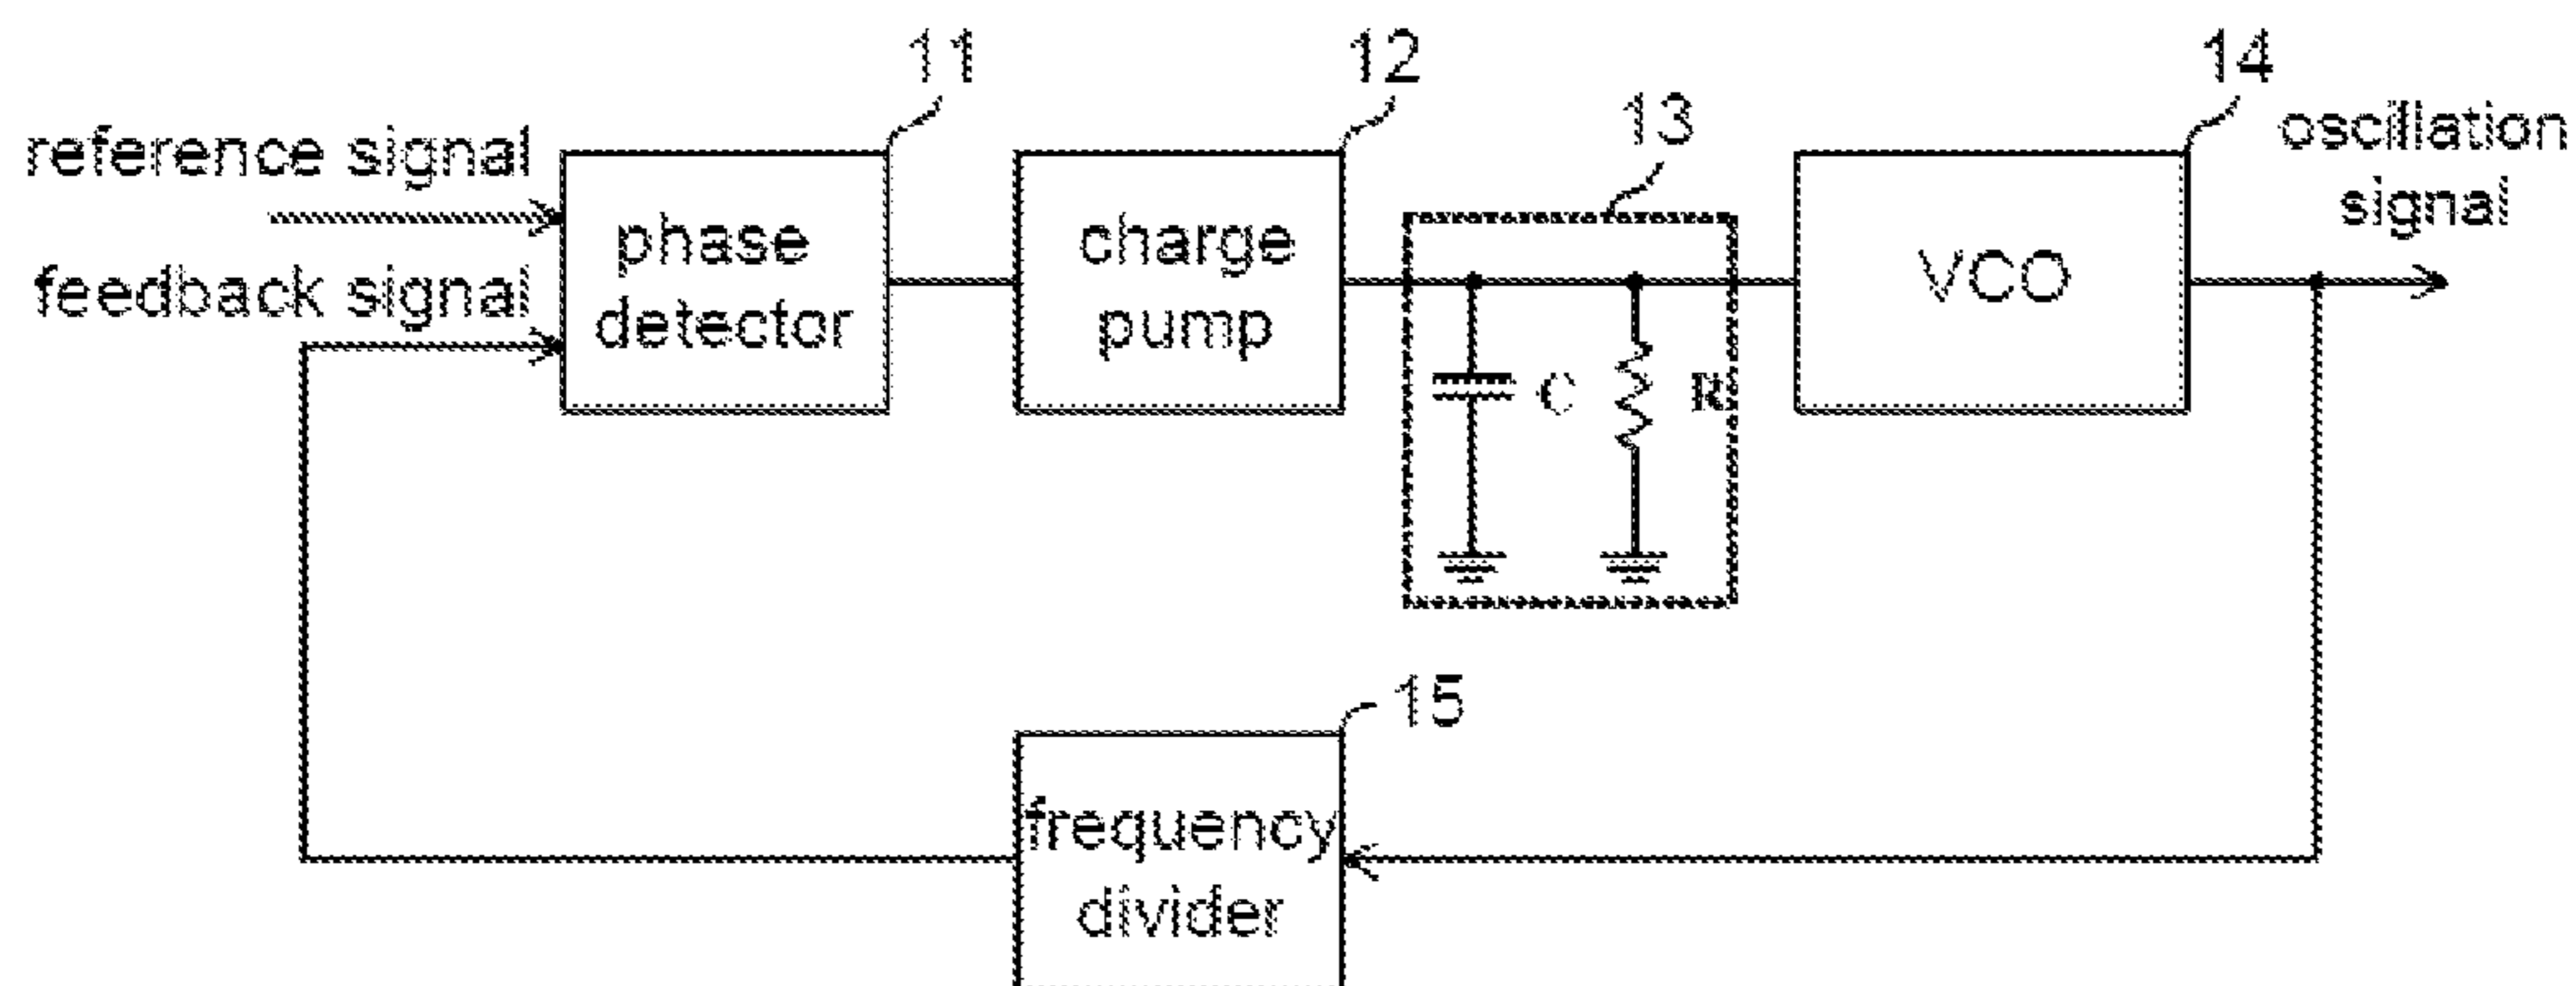 11
12
13
14
reference signal
feedback signal
phase
detector
charge
pump
C
R
VCO
oscillation
signal
15
frequency
divider